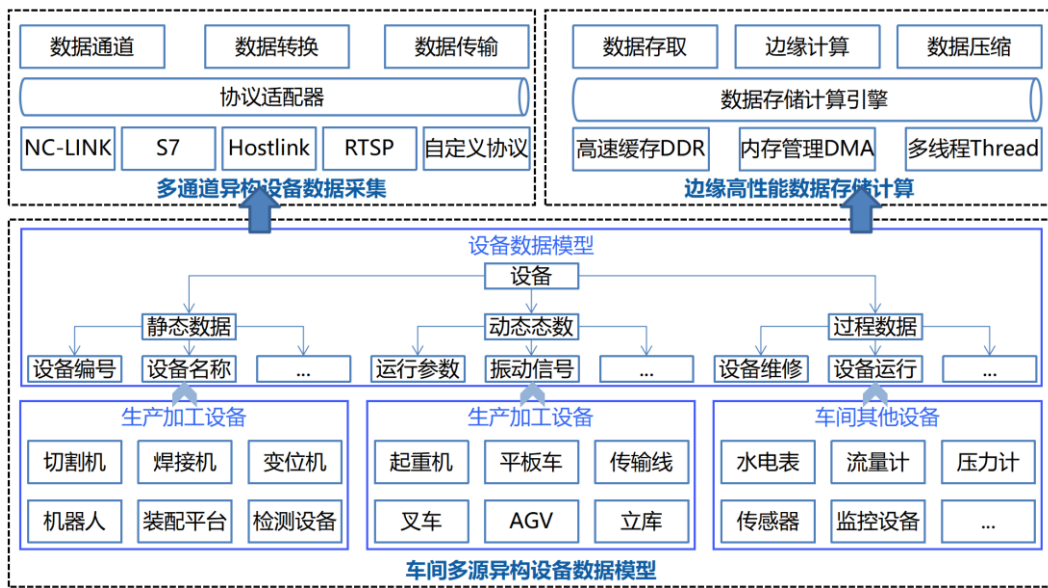 数据通道 数据转换 数据传输
协议适配器
NC-LINK S7 Hostlink RTSP 自定义协议
多通道异构设备数据采集
数据存取 边缘计算 数据压缩
数据存储计算引擎
高速缓存DDR 内存管理DMA 多线程Thread
边缘高性能数据存储计算
设备数据模型
设备
静态数据 动态态数 过程数据
设备编号 设备名称 ... 运行参数 振动信号 ... 设备维修 设备运行 ...
生产加工设备
切割机 焊接机 变位机
机器人 装配平台 检测设备
生产加工设备
起重机 平板车 传输线
叉车 AGV 立库
车间其他设备
水电表 流量计 压力计
传感器 监控设备 ...
车间多源异构设备数据模型